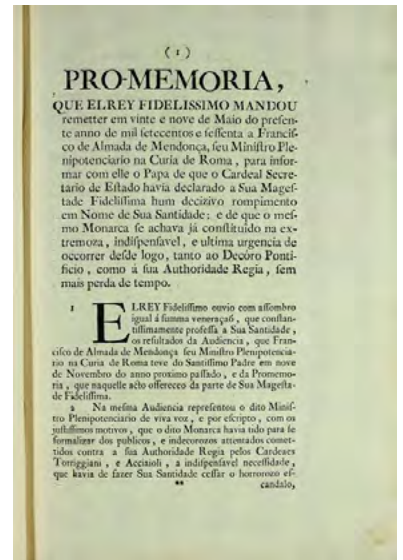 ( 1 )
PRO-MEMORIA,
QUE ELREY FIDELISSIMO MANDOU
remetter em vinte e nove de Maio do presen-
te anno de mil setecentos e sessenta a Francis-
co de Almada de Mendonça, seu Ministro Ple-
nipotenciario na Curia de Roma, para infor-
mar com elle o Papa de que o Cardeal Secre-
tario de Estado havia declarado a Sua Mages-
tade Fidelissima hum decizivo rompimento
em Nome de Sua Santidade; e de que o mes-
mo Monarca se achava já constituido na ex-
tremoza, indispensavel, e ultima urgencia de
occorrer desde logo, tanto ao Decóro Ponti-
ficio, como á sua Authoridade Regia, sem
mais perda de tempo.
1 ELREY Fidelissimo ouvio com assombro
igual á summa veneraçaõ, que constan-
tissimamente professa a Sua Santidade,
os resultados da Audiencia, que Fran-
cisco de Almada de Mendonça seu Ministro Plenipotencia-
rio na Curia de Roma teve do Santissimo Padre em nove
de Novembro do anno proximo passado, e da Promemo-
ria, que naquelle acto offereceo da parte de Sua Magesta-
de Fidelissima.
2 Na mesma Audiencia representou o dito Minis-
tro Plenipotenciario de viva voz, e por escripto, com os
justissimos motivos, que o dito Monarca havia tido para se
formalizar dos publicos, e indecorozos attentados comet-
tidos contra a sua Authoridade Regia pelos Cardeaes
Torriggiani, e Acciaioli, a indispensavel necessidade,
que havia de fazer Sua Santidade cessar o horrorozo es-
** candalo,